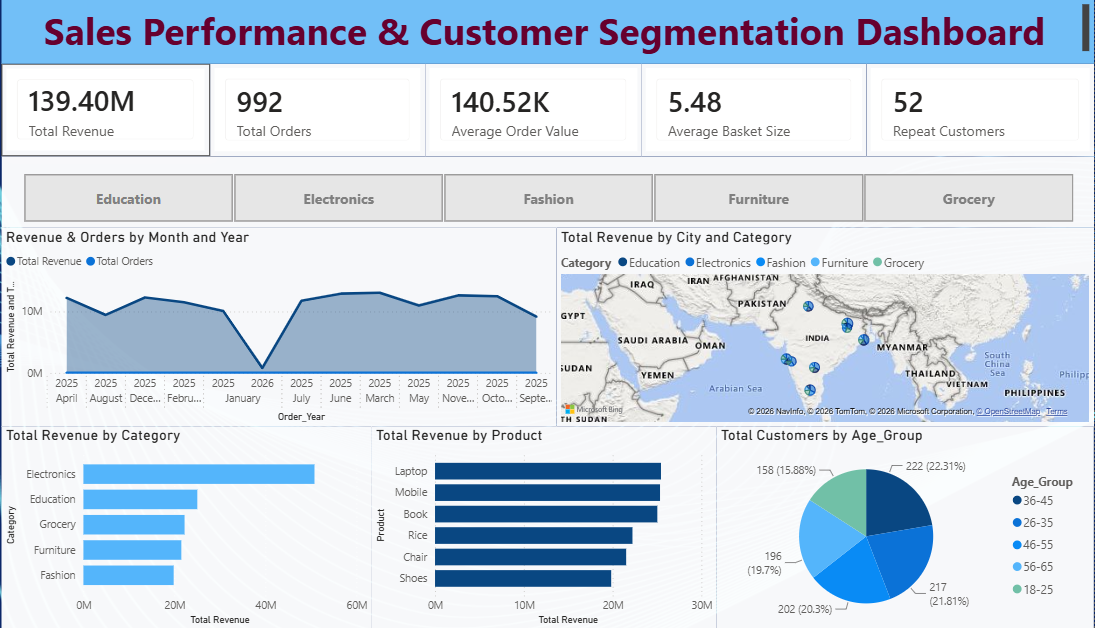 Sales Performance & Customer Segmentation Dashboard
139.40M
Total Revenue
992
Total Orders
140.52K
Average Order Value
5.48
Average Basket Size
52
Repeat Customers
Education
Electronics
Fashion
Furniture
Grocery
Revenue & Orders by Month and Year
Total Revenue Total Orders
Total Revenue and T...
10M
0M
2025 2025 2025 2025 2025 2026 2025 2025 2025 2025 2025 2025 2025
April August Dece... Febru... January July June March May Nove... Octo... Septe...
Order_Year
Total Revenue by City and Category
Category Education Electronics Fashion Furniture Grocery
IRAQ
IRAN
AFGHANISTAN
PAKISTAN
GYPT
SAUDI ARABIA
OMAN
INDIA
MYANMAR
SUDAN
YEMEN
Arabian Sea
THAILAND
VIETNAM
South
China
Sea
PHILIPPINES
Philipp
TH SUDAN
Microsoft Bing
© 2026 NavInfo, © 2026 TomTom, © 2026 Microsoft Corporation, © OpenStreetMap Terms
Total Revenue by Category
Category
Electronics
Education
Grocery
Furniture
Fashion
0M 20M 40M 60M
Total Revenue
Total Revenue by Product
Product
Laptop
Mobile
Book
Rice
Chair
Shoes
0M 10M 20M 30M
Total Revenue
Total Customers by Age_Group
158 (15.88%)
222 (22.31%)
196
(19.7%)
217
(21.81%)
202 (20.3%)
Age_Group
36-45
26-35
46-55
56-65
18-25